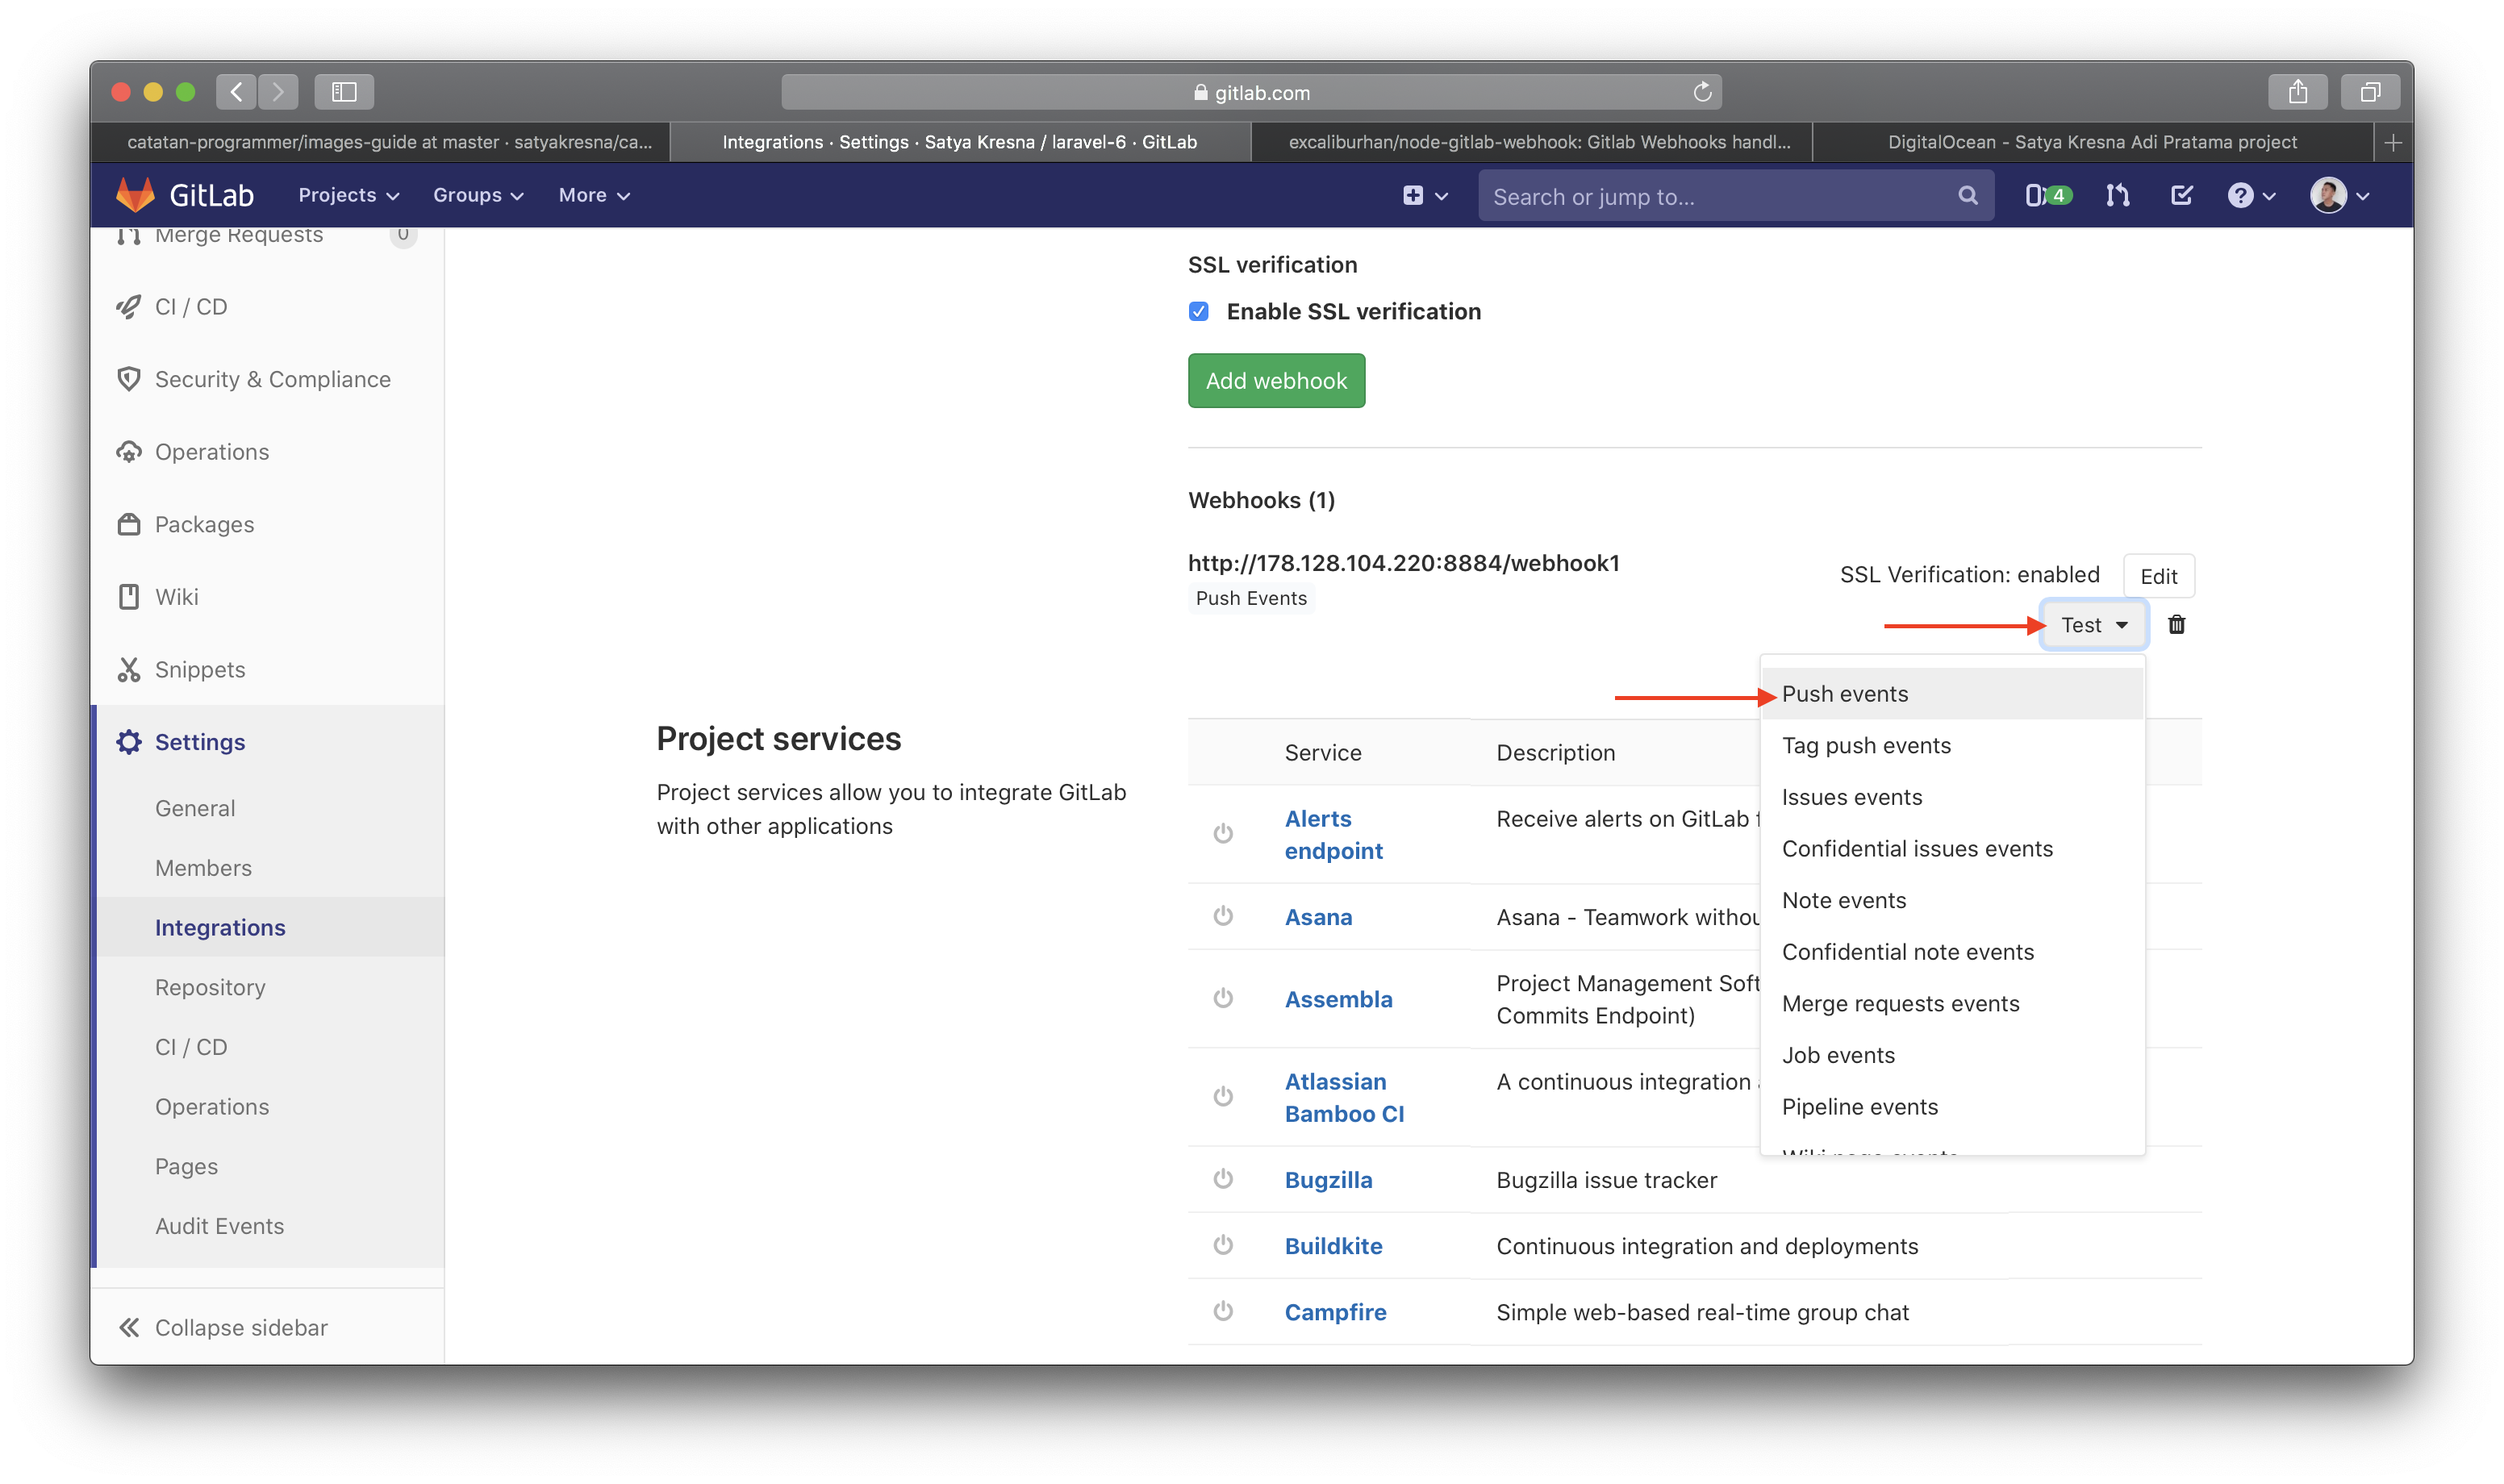 gitlab.com
catatan-programmer/images-guide at master · satyakresna/ca...
Integrations · Settings · Satya Kresna / laravel-6 · GitLab
excaliburhan/node-gitlab-webhook: Gitlab Webhooks handl...
DigitalOcean - Satya Kresna Adi Pratama project
GitLab
Projects
Groups
More
Search or jump to...
4
Merge Requests
0
CI / CD
Security & Compliance
Operations
Packages
Wiki
Snippets
Settings
General
Members
Integrations
Repository
CI / CD
Operations
Pages
Audit Events
Collapse sidebar
SSL verification
Enable SSL verification
Add webhook
Webhooks (1)
http://178.128.104.220:8884/webhook1
Push Events
SSL Verification: enabled
Edit
Test
Push events
Tag push events
Issues events
Confidential issues events
Note events
Confidential note events
Merge requests events
Job events
Pipeline events
Wiki page events
Project services
Project services allow you to integrate GitLab
with other applications
Service
Description
Alerts
endpoint
Receive alerts on GitLab
Asana
Asana - Teamwork withou
Assembla
Project Management Soft
Commits Endpoint)
Atlassian
Bamboo CI
A continuous integration
Bugzilla
Bugzilla issue tracker
Buildkite
Continuous integration and deployments
Campfire
Simple web-based real-time group chat